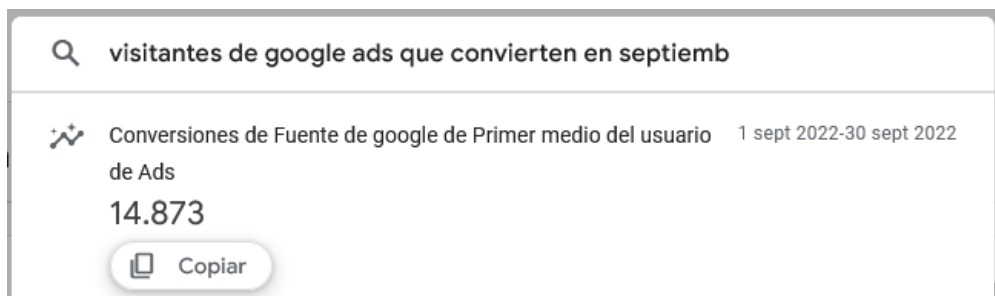 visitantes de google ads que convierten en septiemb
Conversiones de Fuente de google de Primer medio del usuario 1 sept 2022-30 sept 2022
de Ads
14.873
Copiar